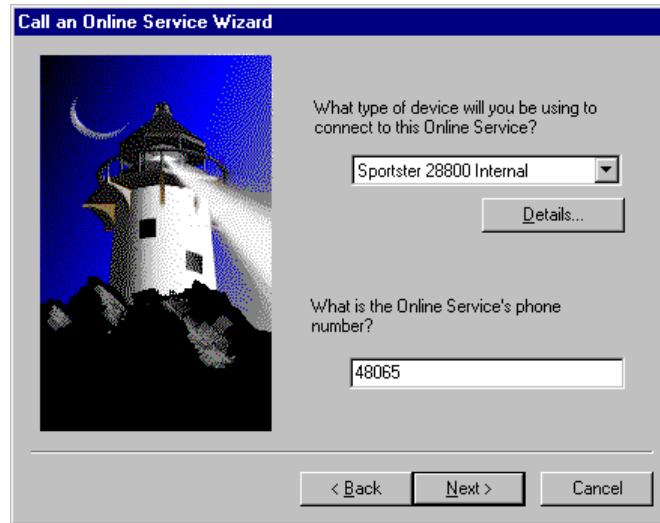 Call an Online Service Wizard
What type of device will you be using to
connect to this Online Service?
Sportster 28800 Internal
Details...
What is the Online Service's phone
number?
48065
< Back
Next >
Cancel